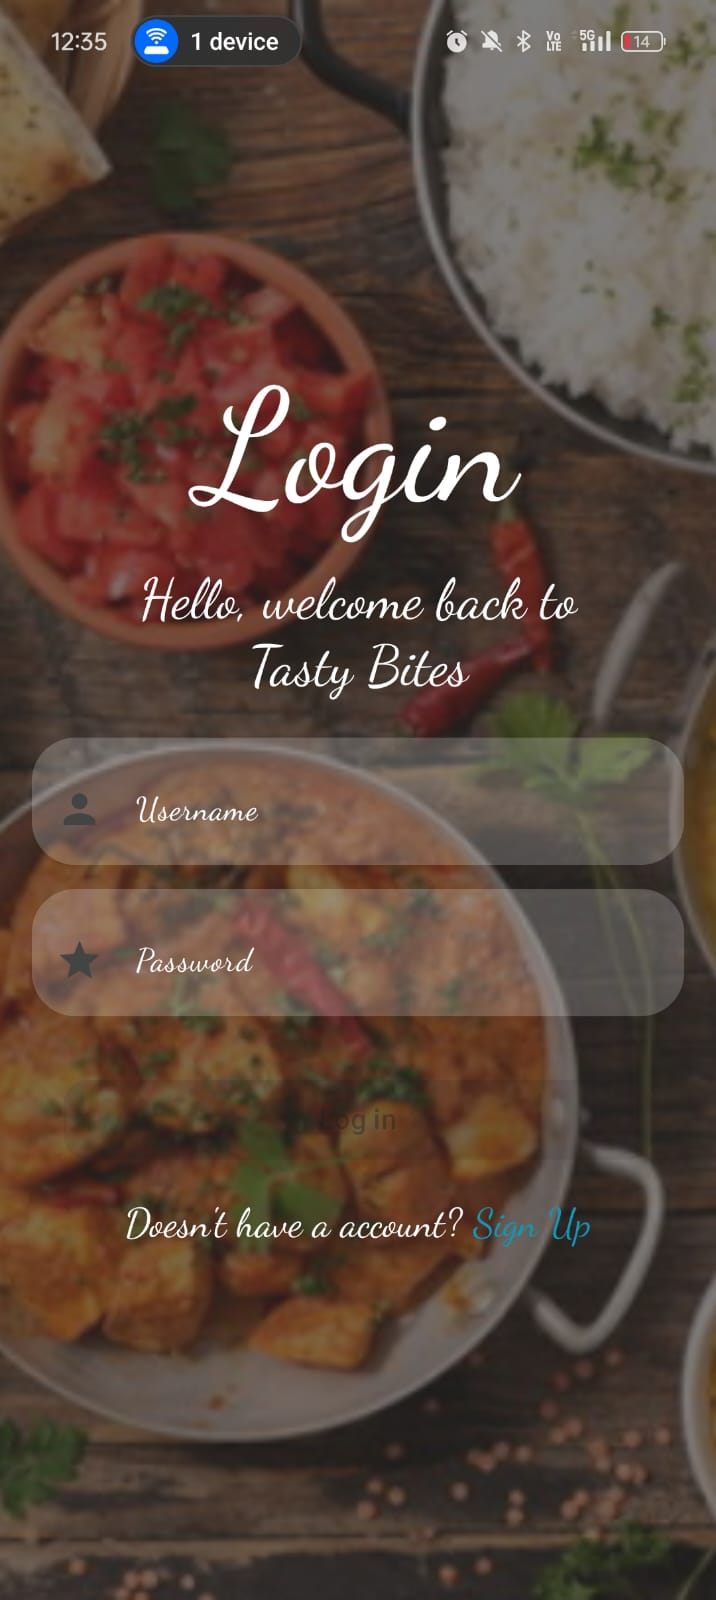 12:35 1 device Vo LTE 5G 14
Login
Hello, welcome back to
Tasty Bites
Username
Password
Log in
Doesn't have a account? Sign Up